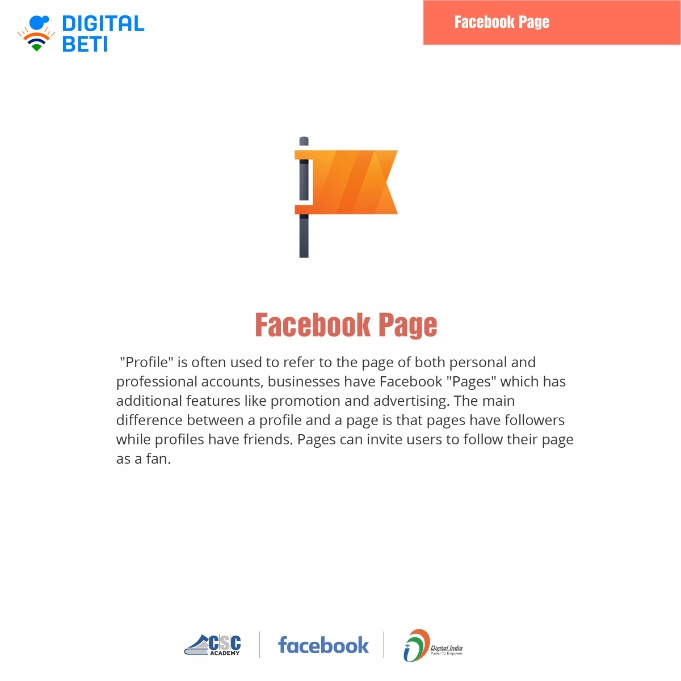 DIGITAL
BETI
Facebook Page
Facebook Page
"Profile" is often used to refer to the page of both personal and
professional accounts, businesses have Facebook "Pages" which has
additional features like promotion and advertising. The main
difference between a profile and a page is that pages have followers
while profiles have friends. Pages can invite users to follow their page
as a fan.
CSC
ACADEMY
facebook
Digital India
Power To Empower